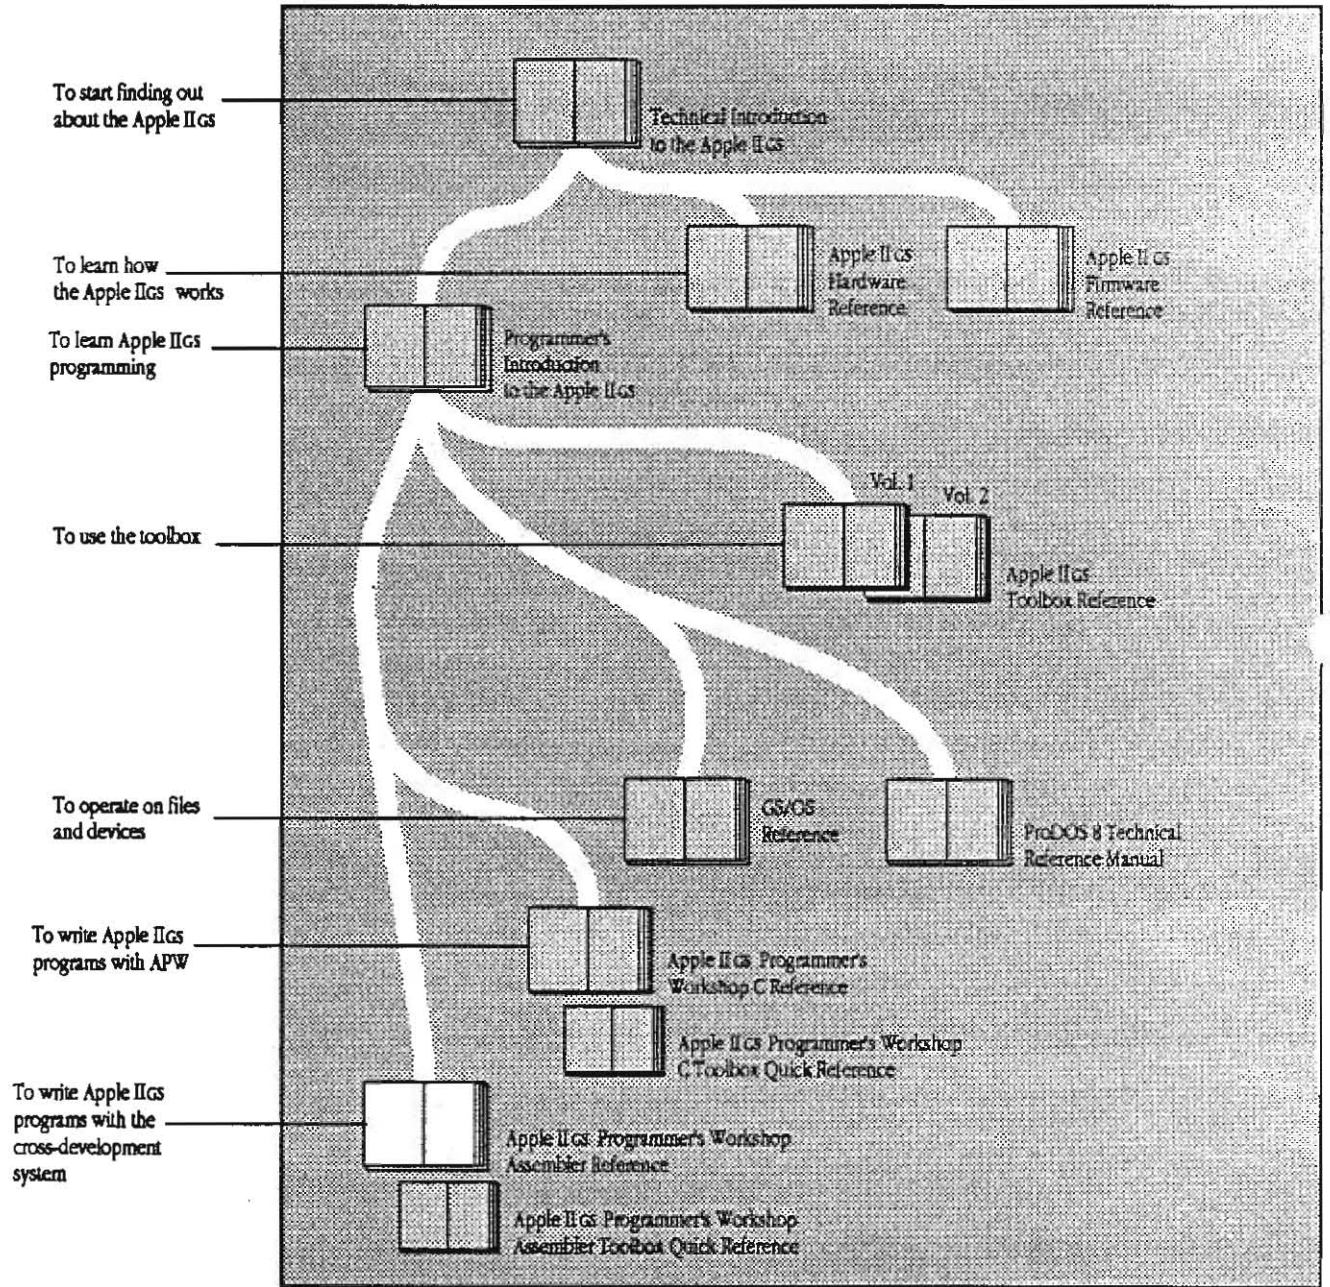 To start finding out
about the Apple IIGS
Technical Introduction
to the Apple IIGS
To learn how
the Apple IIGS works
Apple IIGS
Hardware
Reference
Apple IIGS
Firmware
Reference
To learn Apple IIGS
programming
Programmer's
Introduction
to the Apple IIGS
Vol. 1
Vol. 2
To use the toolbox
Apple IIGS
Toolbox Reference
To operate on files
and devices
GS/OS
Reference
ProDOS 8 Technical
Reference Manual
To write Apple IIGS
programs with APW
Apple IIGS Programmer's
Workshop C Reference
Apple IIGS Programmer's Workshop
C Toolbox Quick Reference
To write Apple IIGS
programs with the
cross-development
system
Apple IIGS Programmer's Workshop
Assembler Reference
Apple IIGS Programmer's Workshop
Assembler Toolbox Quick Reference